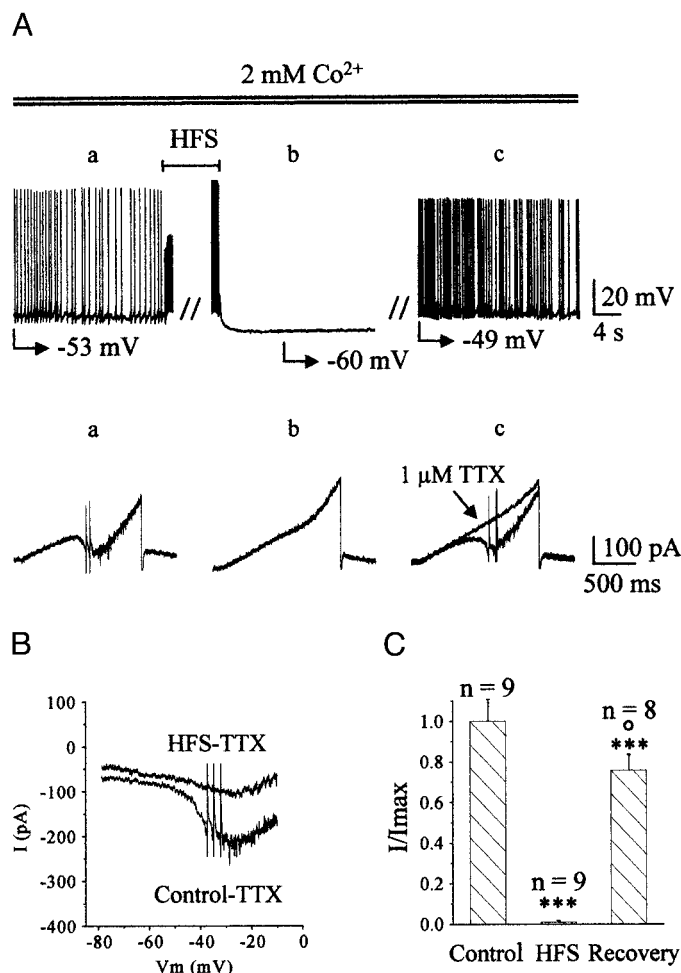 A
2 mM Co²⁺
HFS
a b c
// //
20 mV
4 s
-53 mV
-60 mV
-49 mV
a b c
1 µM TTX
100 pA
500 ms
B
100
0
-100
-200
-300
-400
I (pA)
HFS-TTX
Control-TTX
-80 -60 -40 -20 0
Vm (mV)
C
n = 9
n = 8
o
***
n = 9
***
1.0
0.8
0.6
0.4
0.2
0.0
I/Imax
Control HFS Recovery